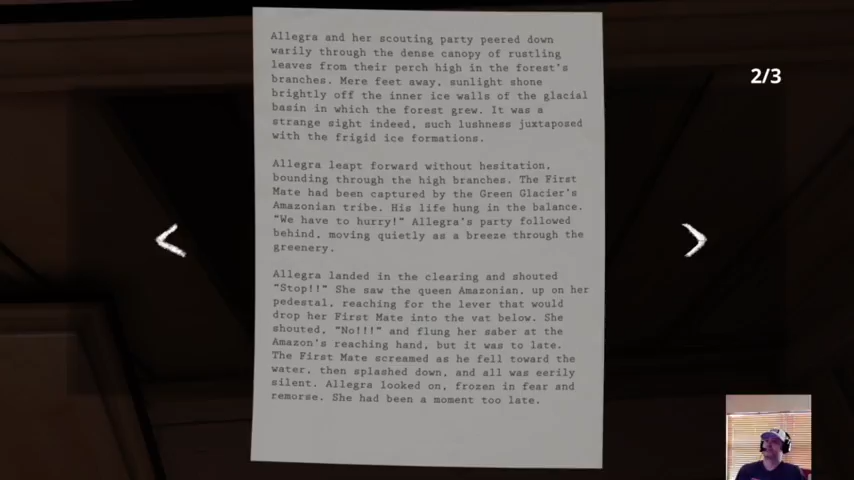 Allegra and her scouting party peered down
warily through the dense canopy of rustling
leaves from their perch high in the forest's
branches. Mere feet away, sunlight shone
brightly off the inner ice walls of the glacial
basin in which the forest grew. It was a
strange sight indeed, such lushness juxtaposed
with the frigid ice formations.
Allegra leapt forward without hesitation,
bounding through the high branches. The First
Mate had been captured by the Green Glacier's
Amazonian tribe. His life hung in the balance.
"We have to hurry!" Allegra's party followed
behind, moving quietly as a breeze through the
greenery.
Allegra landed in the clearing and shouted
"Stop!!" She saw the queen Amazonian, up on her
pedestal, reaching for the lever that would
drop her First Mate into the vat below. She
shouted, "No!!!" and flung her saber at the
Amazon's reaching hand, but it was to late.
The First Mate screamed as he fell toward the
water, then splashed down, and all was eerily
silent. Allegra looked on, frozen in fear and
remorse. She had been a moment too late.
2/3